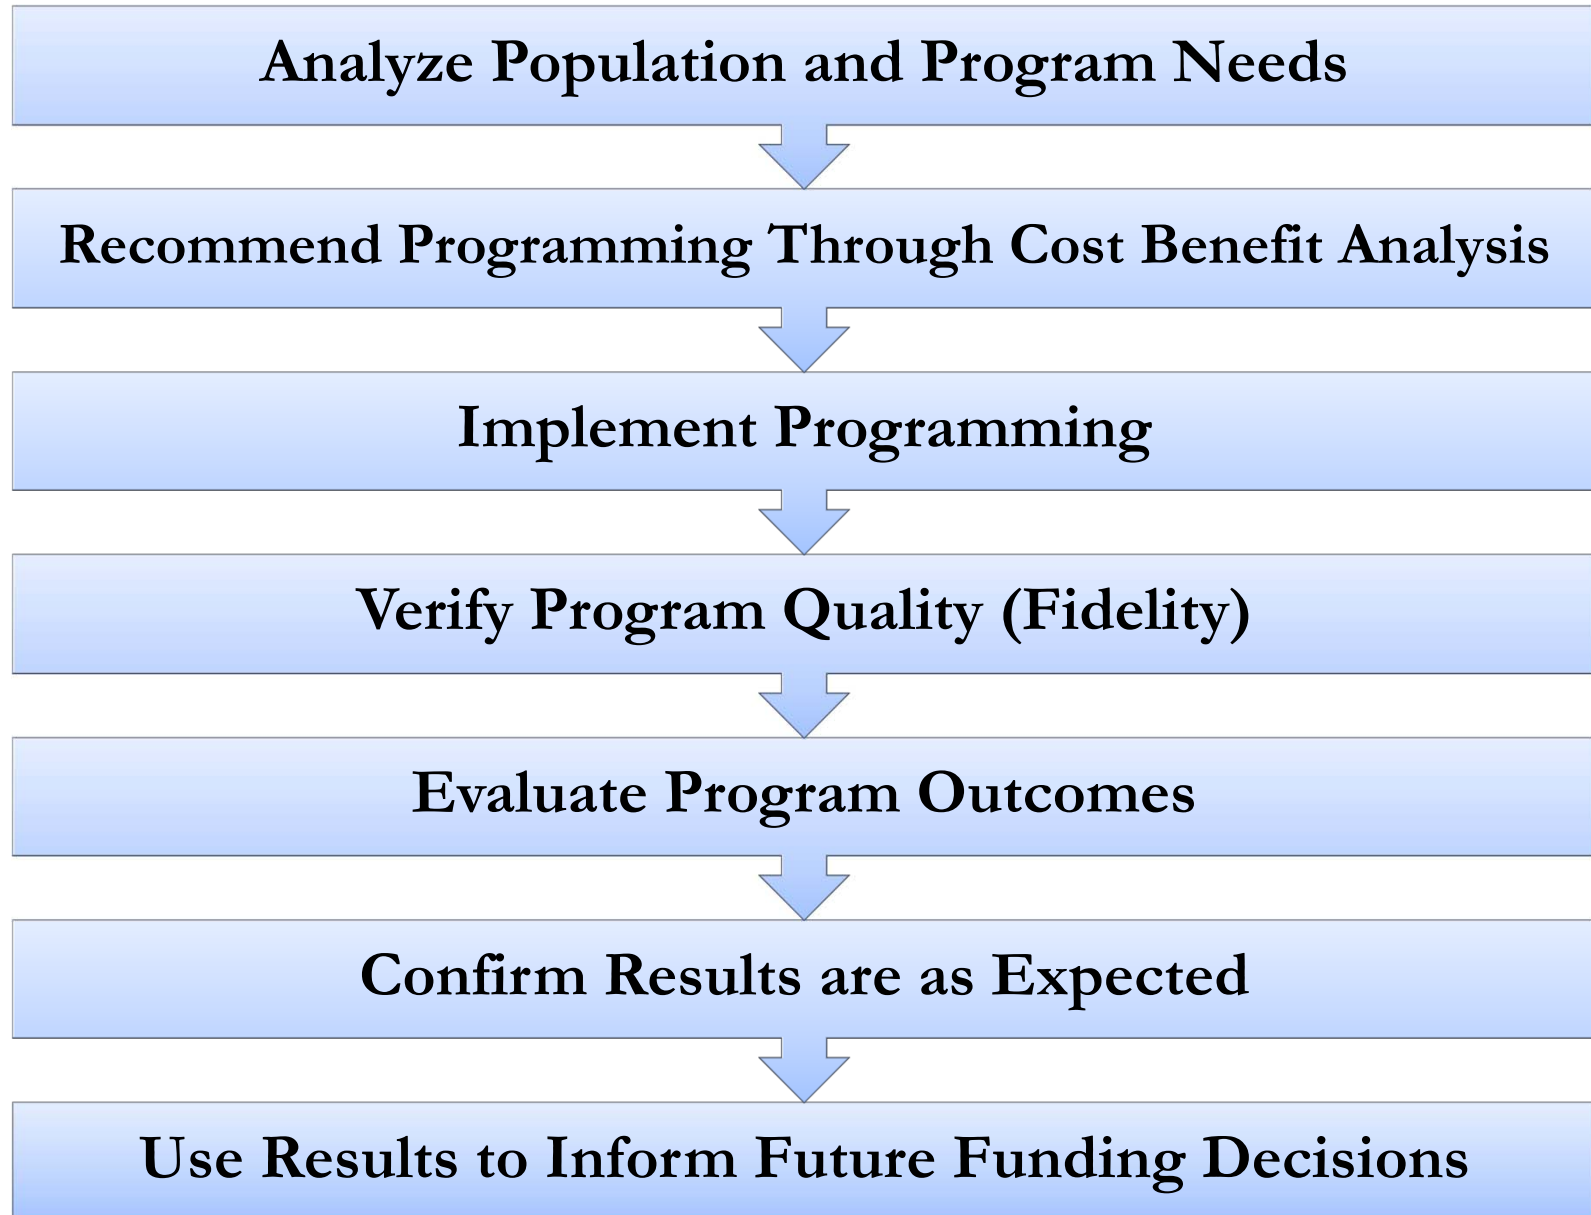 Analyze Population and Program Needs
Recommend Programming Through Cost Benefit Analysis
Implement Programming
Verify Program Quality (Fidelity)
Evaluate Program Outcomes
Confirm Results are as Expected
Use Results to Inform Future Funding Decisions